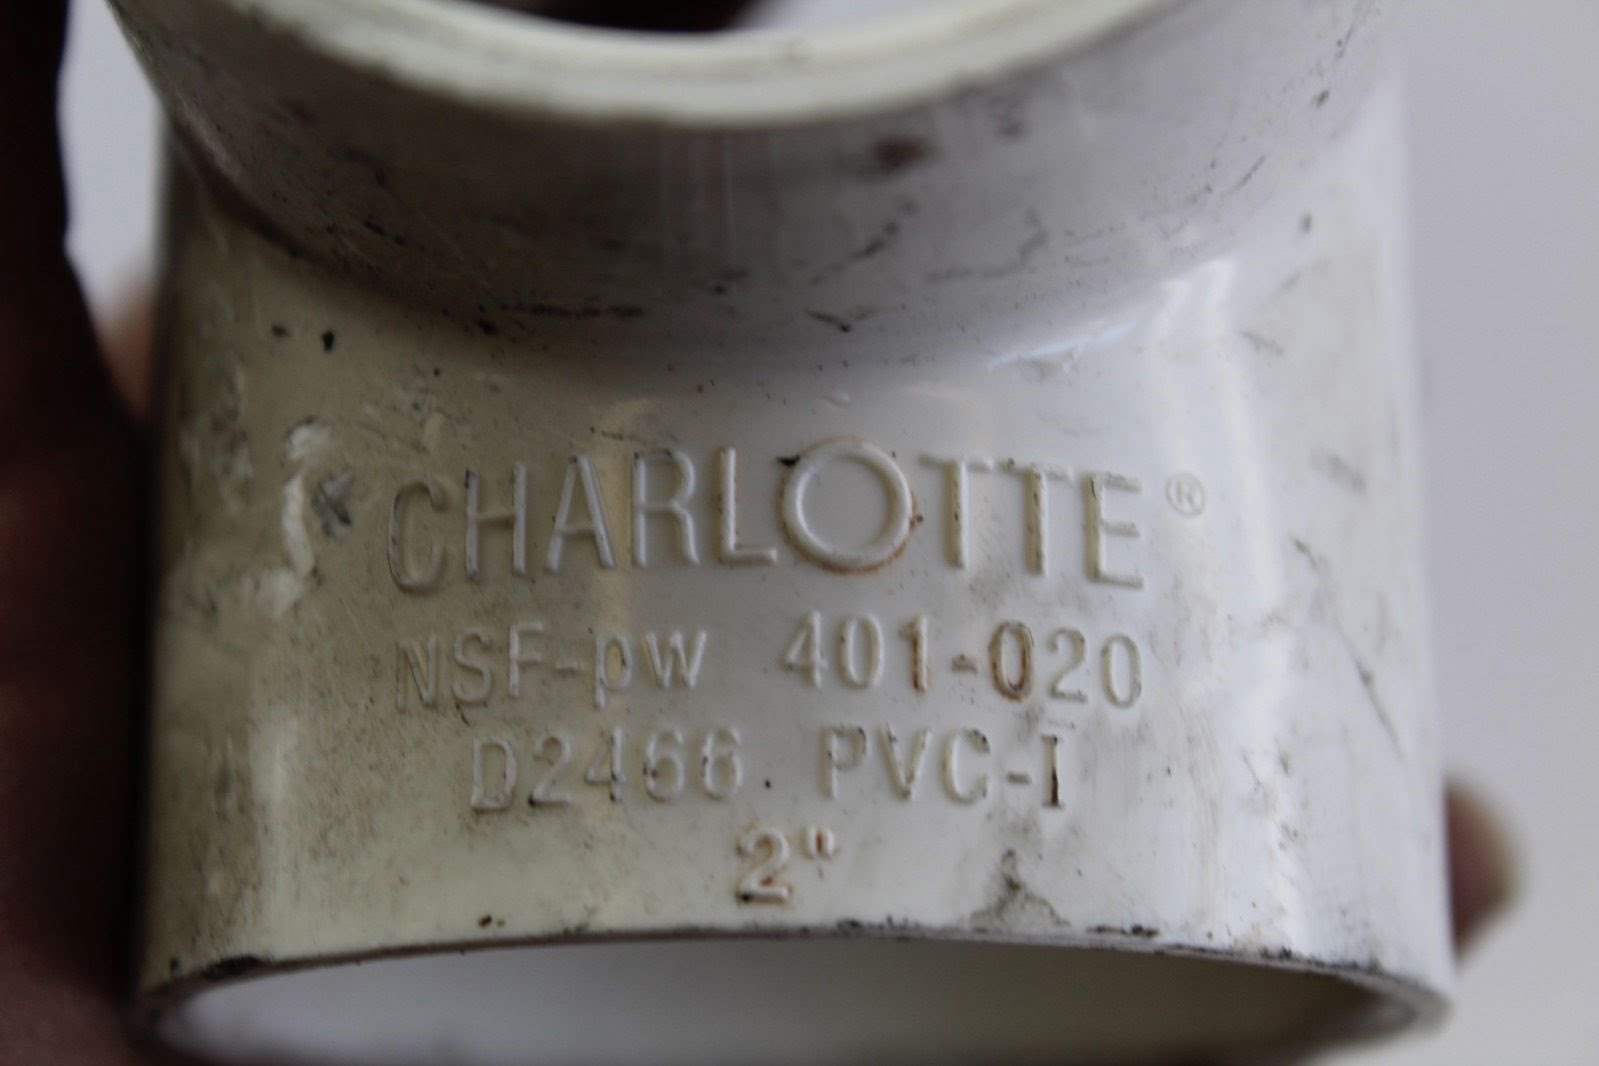 CHARLOTTE®
NSF-pw 401-020
D2466 PVC-I
2"